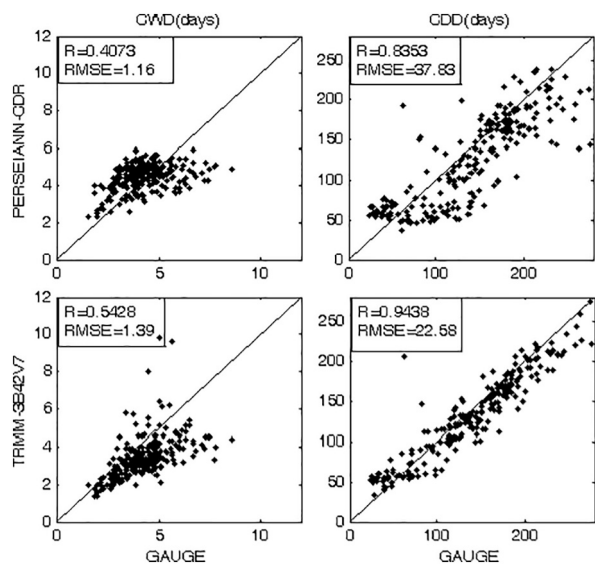 CWD(days)
CDD(days)
R=0.4073
RMSE=1.16
R=0.8353
RMSE=37.83
PERSEIANN-CDR
12
10
8
6
4
2
0
0
5
10
250
200
150
100
50
0
0
100
200
R=0.5428
RMSE=1.39
R=0.9438
RMSE=22.58
TRMM-3B42V7
12
10
8
6
4
2
0
0
5
10
GAUGE
250
200
150
100
50
0
0
100
200
GAUGE